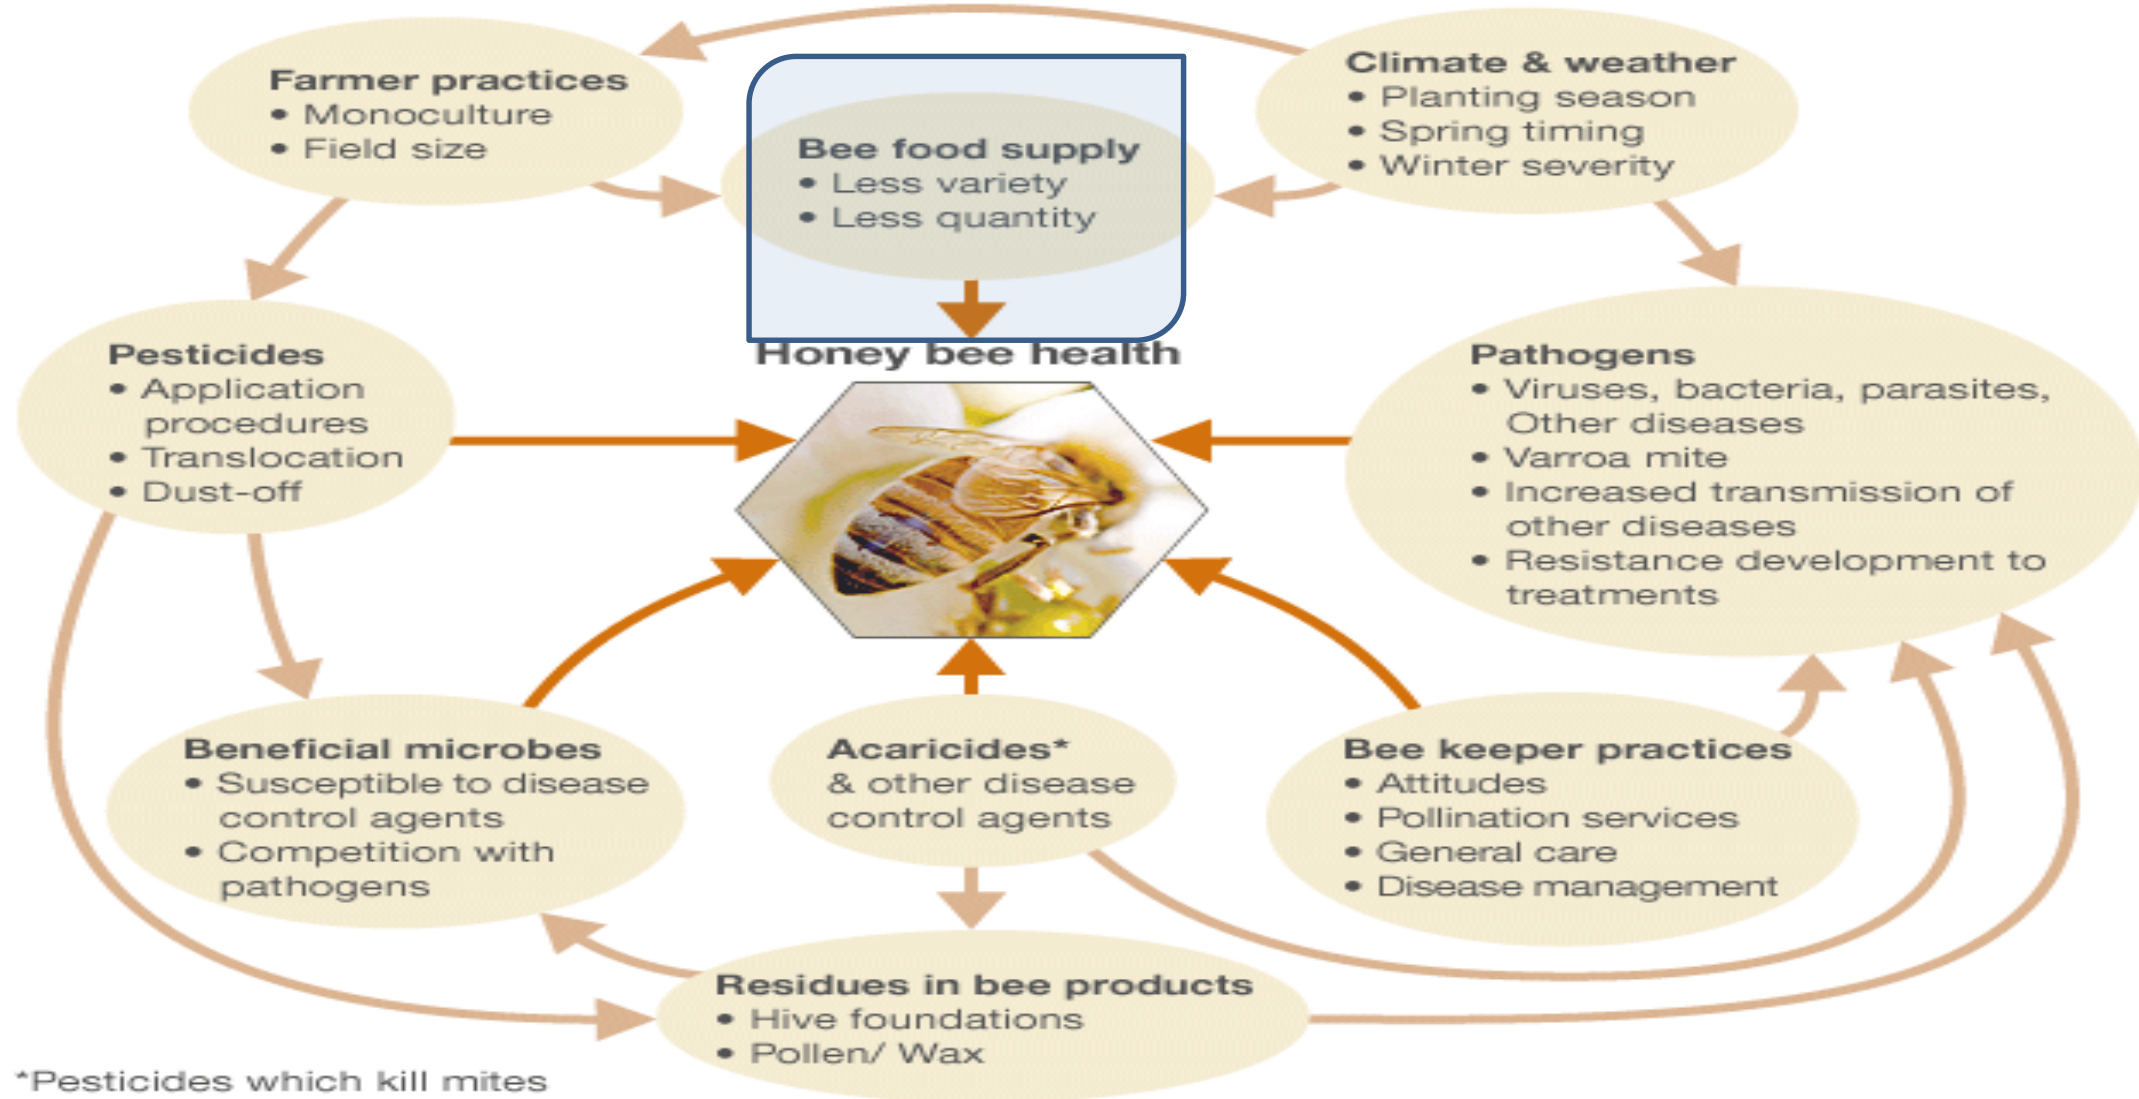 Farmer practices
• Monoculture
• Field size
Bee food supply
• Less variety
• Less quantity
Climate & weather
• Planting season
• Spring timing
• Winter severity
Pesticides
• Application
procedures
• Translocation
• Dust-off
Honey bee health
Pathogens
• Viruses, bacteria, parasites,
Other diseases
• Varroa mite
• Increased transmission of
other diseases
• Resistance development to
treatments
Beneficial microbes
• Susceptible to disease
control agents
• Competition with
pathogens
Acaricides*
& other disease
control agents
Bee keeper practices
• Attitudes
• Pollination services
• General care
• Disease management
Residues in bee products
• Hive foundations
• Pollen/ Wax
*Pesticides which kill mites